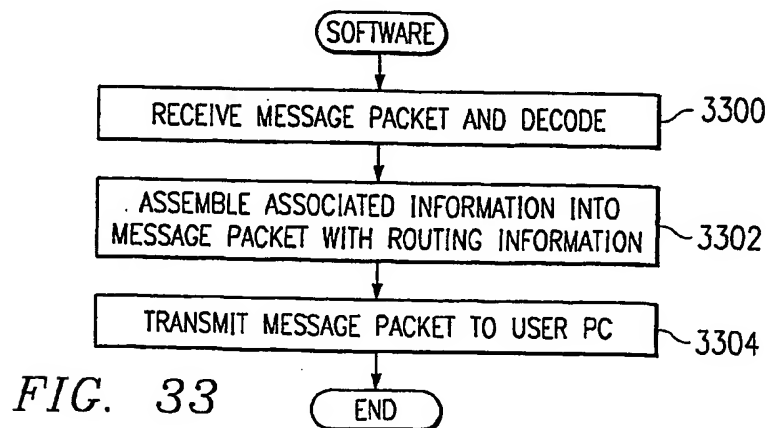 SOFTWARE
RECEIVE MESSAGE PACKET AND DECODE
3300
ASSEMBLE ASSOCIATED INFORMATION INTO
MESSAGE PACKET WITH ROUTING INFORMATION
3302
TRANSMIT MESSAGE PACKET TO USER PC
3304
END
FIG. 33